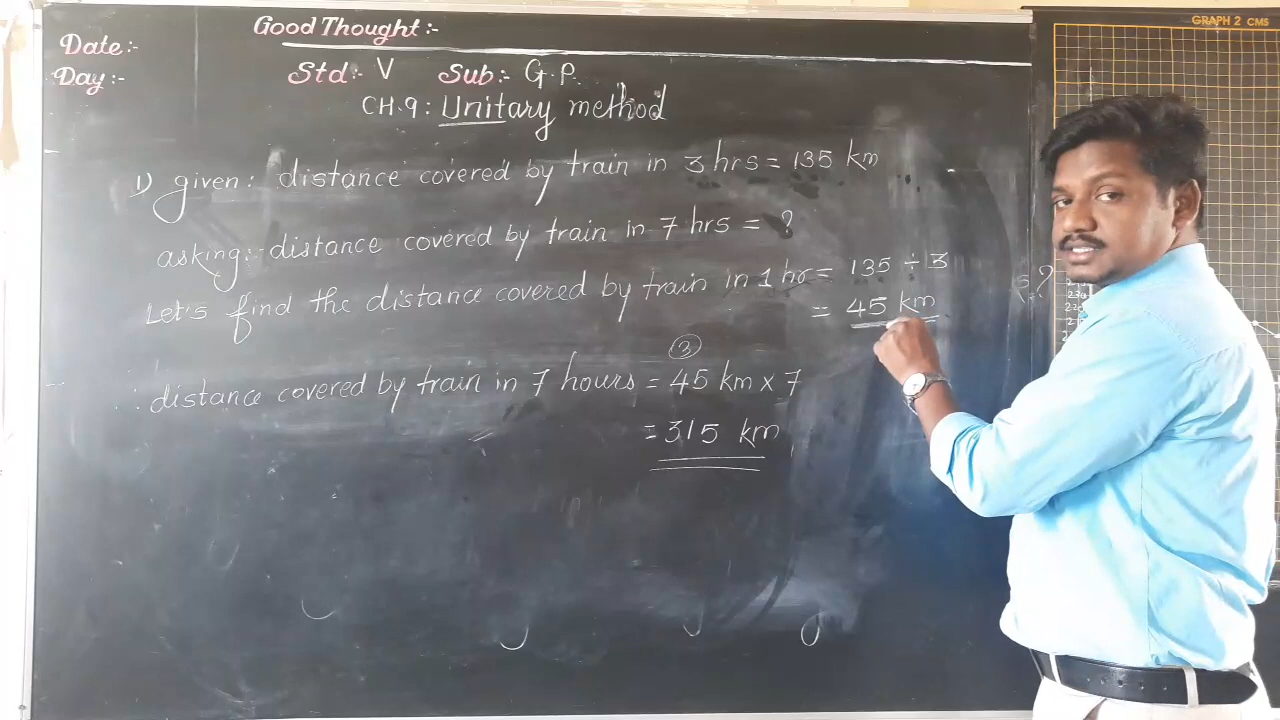 Good Thought:-
Date:-
Day:-
Std:- V Sub:- G.P.
CH.9: Unitary method
1) given: distance covered by train in 3 hrs = 135 km
asking:- distance covered by train in 7 hrs = ?
Let's find the distance covered by train in 1 hr = 135 ÷ 3
= 45 km
3
∴ distance covered by train in 7 hours = 45 km x 7
= 315 km
GRAPH 2 CMS